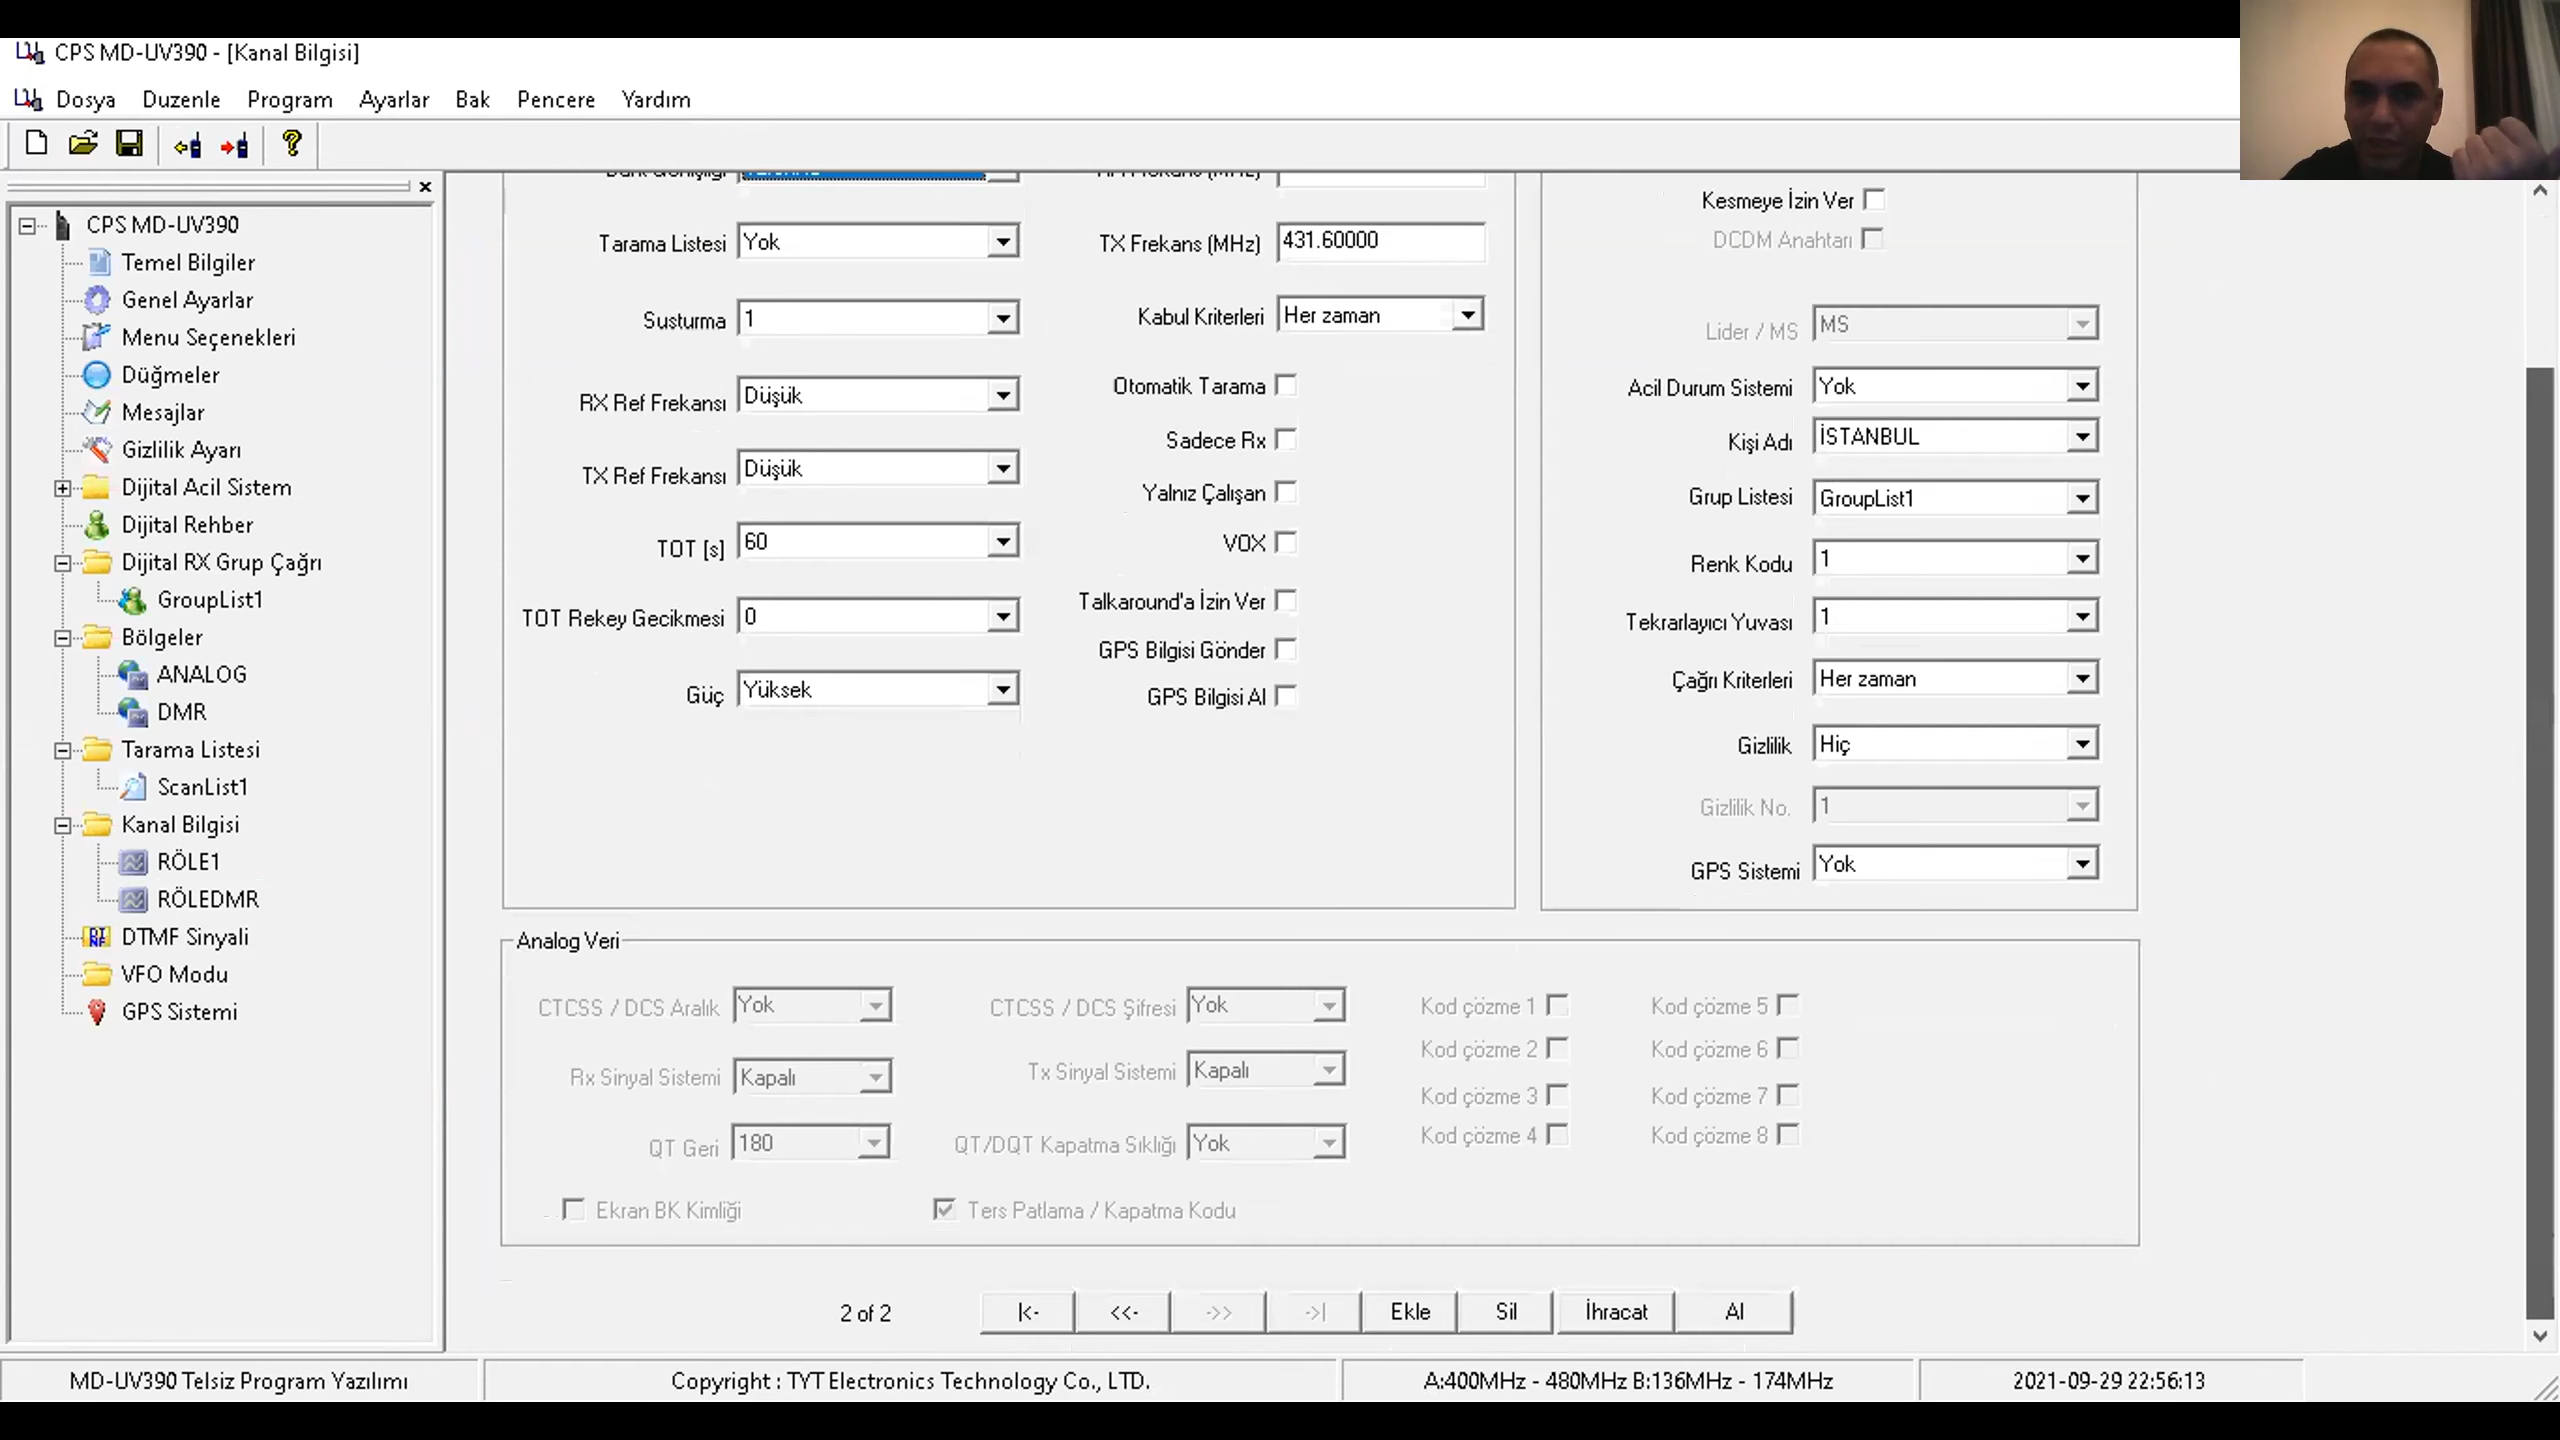 CPS MD-UV390 - [Kanal Bilgisi]
Dosya Duzenle Program Ayarlar Bak Pencere Yardım
CPS MD-UV390
Temel Bilgiler
Genel Ayarlar
Menu Seçenekleri
Düğmeler
Mesajlar
Gizlilik Ayarı
Dijital Acil Sistem
Dijital Rehber
Dijital RX Grup Çağrı
GroupList1
Bölgeler
ANALOG
DMR
Tarama Listesi
ScanList1
Kanal Bilgisi
RÖLE1
RÖLEDMR
DTMF Sinyali
VFO Modu
GPS Sistemi
Tarama Listesi Yok
Susturma 1
RX Ref Frekansı Düşük
TX Ref Frekansı Düşük
TOT [s] 60
TOT Rekey Gecikmesi 0
Güç Yüksek
TX Frekans (MHz) 431.60000
Kabul Kriterleri Her zaman
Otomatik Tarama
Sadece Rx
Yalnız Çalışan
VOX
Talkaround'a İzin Ver
GPS Bilgisi Gönder
GPS Bilgisi Al
Kesmeye İzin Ver
DCDM Anahtarı
Lider / MS MS
Acil Durum Sistemi Yok
Kişi Adı İSTANBUL
Grup Listesi GroupList1
Renk Kodu 1
Tekrarlayıcı Yuvası 1
Çağrı Kriterleri Her zaman
Gizlilik Hiç
Gizlilik No. 1
GPS Sistemi Yok
Analog Veri
CTCSS / DCS Aralık Yok CTCSS / DCS Şifresi Yok Kod çözme 1 Kod çözme 5
Rx Sinyal Sistemi Kapalı Tx Sinyal Sistemi Kapalı Kod çözme 2 Kod çözme 6
Kod çözme 3 Kod çözme 7
QT Geri 180 QT/DQT Kapatma Sıklığı Yok Kod çözme 4 Kod çözme 8
Ekran BK Kimliği Ters Patlama / Kapatma Kodu
2 of 2 |<- <<- ->> ->| Ekle Sil İhracat Al
MD-UV390 Telsiz Program Yazılımı Copyright : TYT Electronics Technology Co., LTD. A:400MHz - 480MHz B:136MHz - 174MHz 2021-09-29 22:56:13